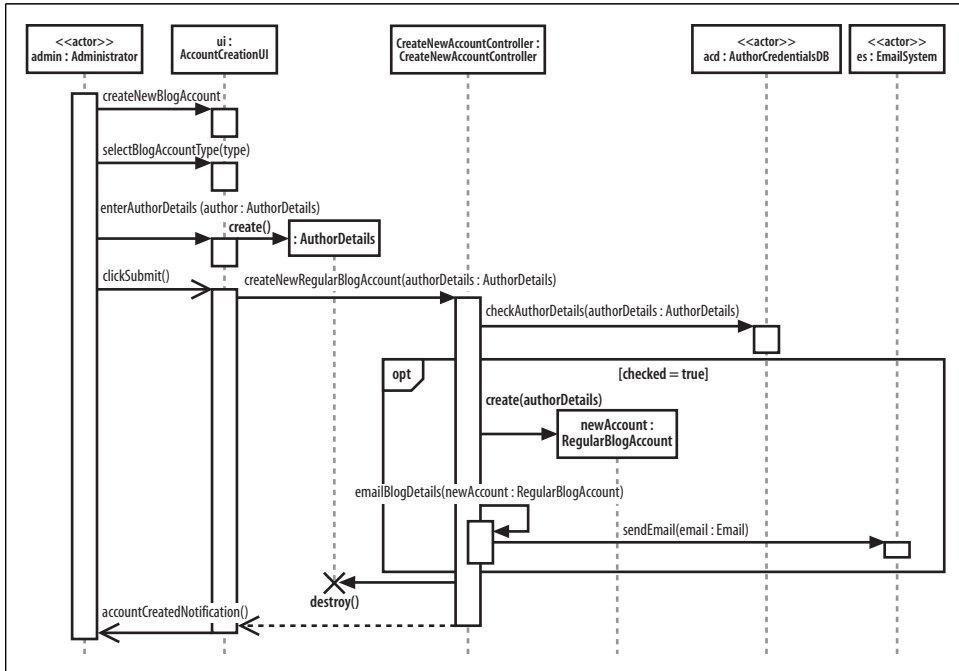 <<actor>>
admin : Administrator
ui :
AccountCreationUI
CreateNewAccountController :
CreateNewAccountController
<<actor>>
acd : AuthorCredentialsDB
<<actor>>
es : EmailSystem
createNewBlogAccount
selectBlogAccountType(type)
enterAuthorDetails (author : AuthorDetails)
create()
: AuthorDetails
clickSubmit()
createNewRegularBlogAccount(authorDetails : AuthorDetails)
checkAuthorDetails(authorDetails : AuthorDetails)
opt
[checked = true]
create(authorDetails)
newAccount :
RegularBlogAccount
emailBlogDetails(newAccount : RegularBlogAccount)
sendEmail(email : Email)
destroy()
accountCreatedNotification()